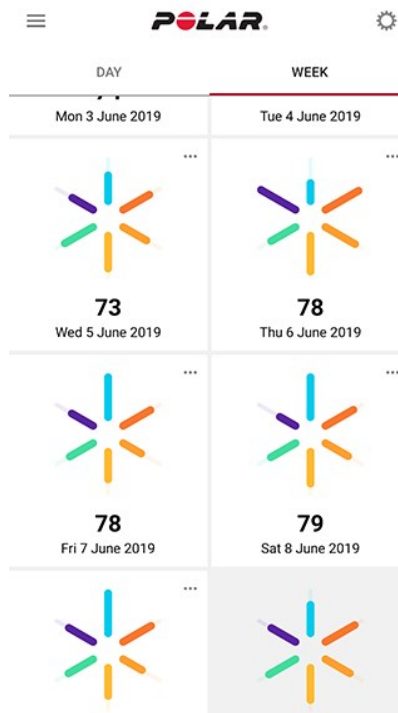 POLAR.
DAY
WEEK
Mon 3 June 2019
Tue 4 June 2019
73
Wed 5 June 2019
78
Thu 6 June 2019
78
Fri 7 June 2019
79
Sat 8 June 2019